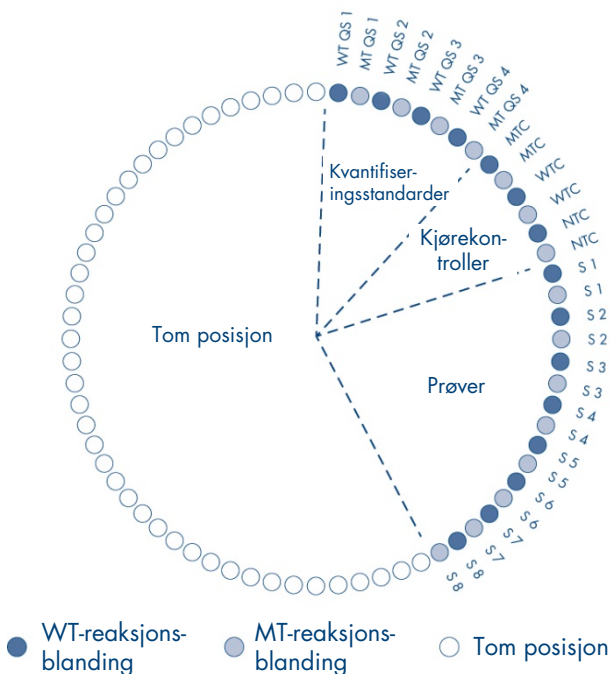 WT QS 1
MT QS 1
WT QS 2
MT QS 2
WT QS 3
MT QS 3
WT QS 4
MT QS 4
MTC
MTC
WTC
WTC
NTC
NTC
S 1
S 1
S 2
S 2
S 3
S 3
S 4
S 4
S 5
S 5
S 6
S 6
S 7
S 7
S 8
S 8
Kvantifiser-
ingsstandarder
Kjørekon-
troller
Tom posisjon
Prøver
WT-reaksjons-
blanding
MT-reaksjons-
blanding
Tom posisjon